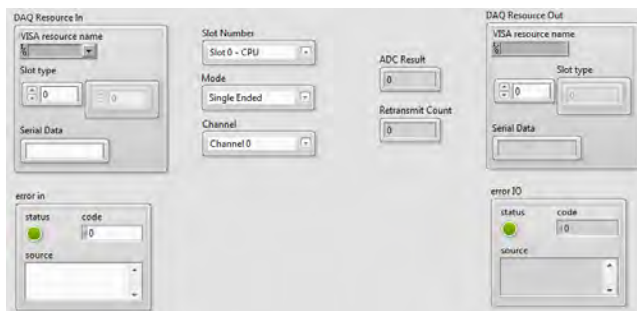 DAQ Resource In
VISA resource name
Slot type
0
0
Serial Data
error in
status code
0
source
Slot Number
Slot 0 - CPU
Mode
Single Ended
Channel
Channel 0
ADC Result
0
Retransmit Count
0
DAQ Resource Out
VISA resource name
Slot type
0
0
Serial Data
error IO
status code
0
source